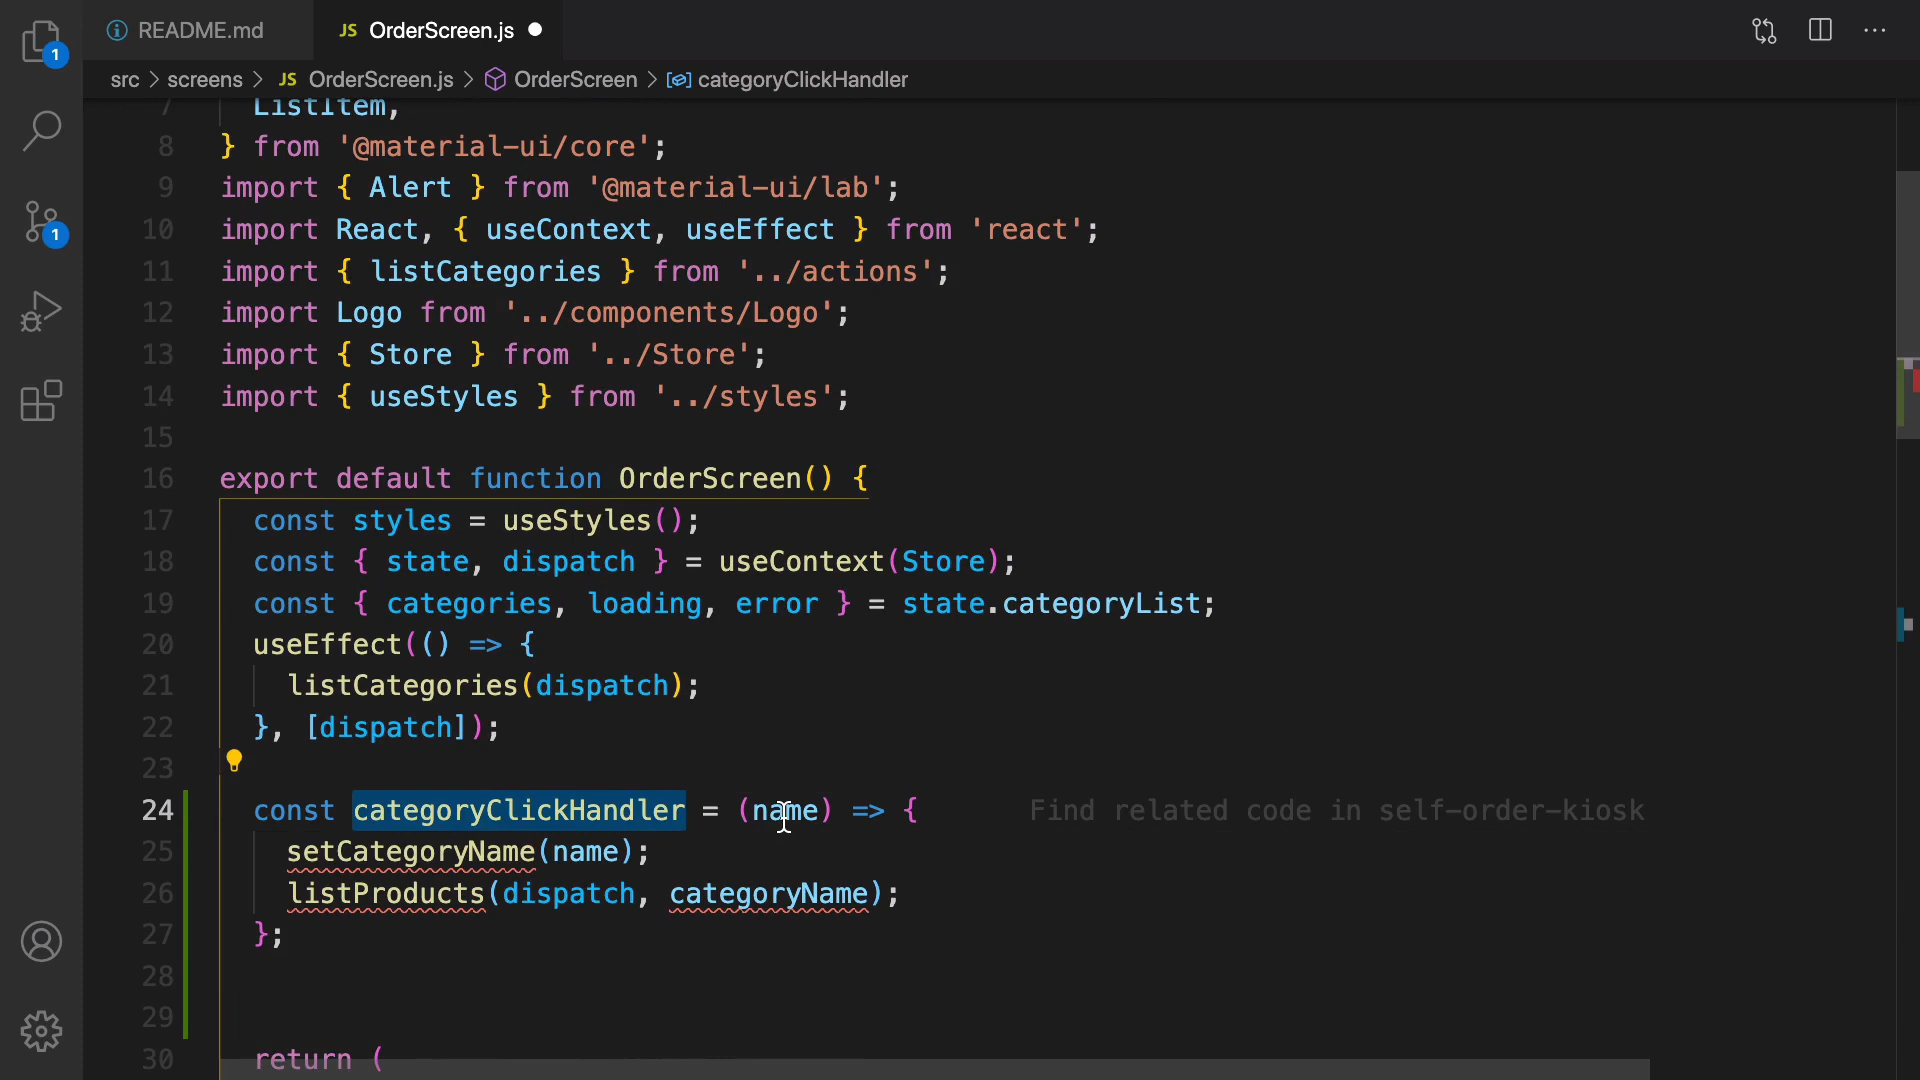 1
1
README.md
JS OrderScreen.js
src > screens > JS OrderScreen.js > OrderScreen > categoryClickHandler
7 ListItem,
8 } from '@material-ui/core';
9 import { Alert } from '@material-ui/lab';
10 import React, { useContext, useEffect } from 'react';
11 import { listCategories } from '../actions';
12 import Logo from '../components/Logo';
13 import { Store } from '../Store';
14 import { useStyles } from '../styles';
15
16 export default function OrderScreen() {
17 const styles = useStyles();
18 const { state, dispatch } = useContext(Store);
19 const { categories, loading, error } = state.categoryList;
20 useEffect(() => {
21 listCategories(dispatch);
22 }, [dispatch]);
23
24 const categoryClickHandler = (name) => { Find related code in self-order-kiosk
25 setCategoryName(name);
26 listProducts(dispatch, categoryName);
27 };
28
29
30 return (